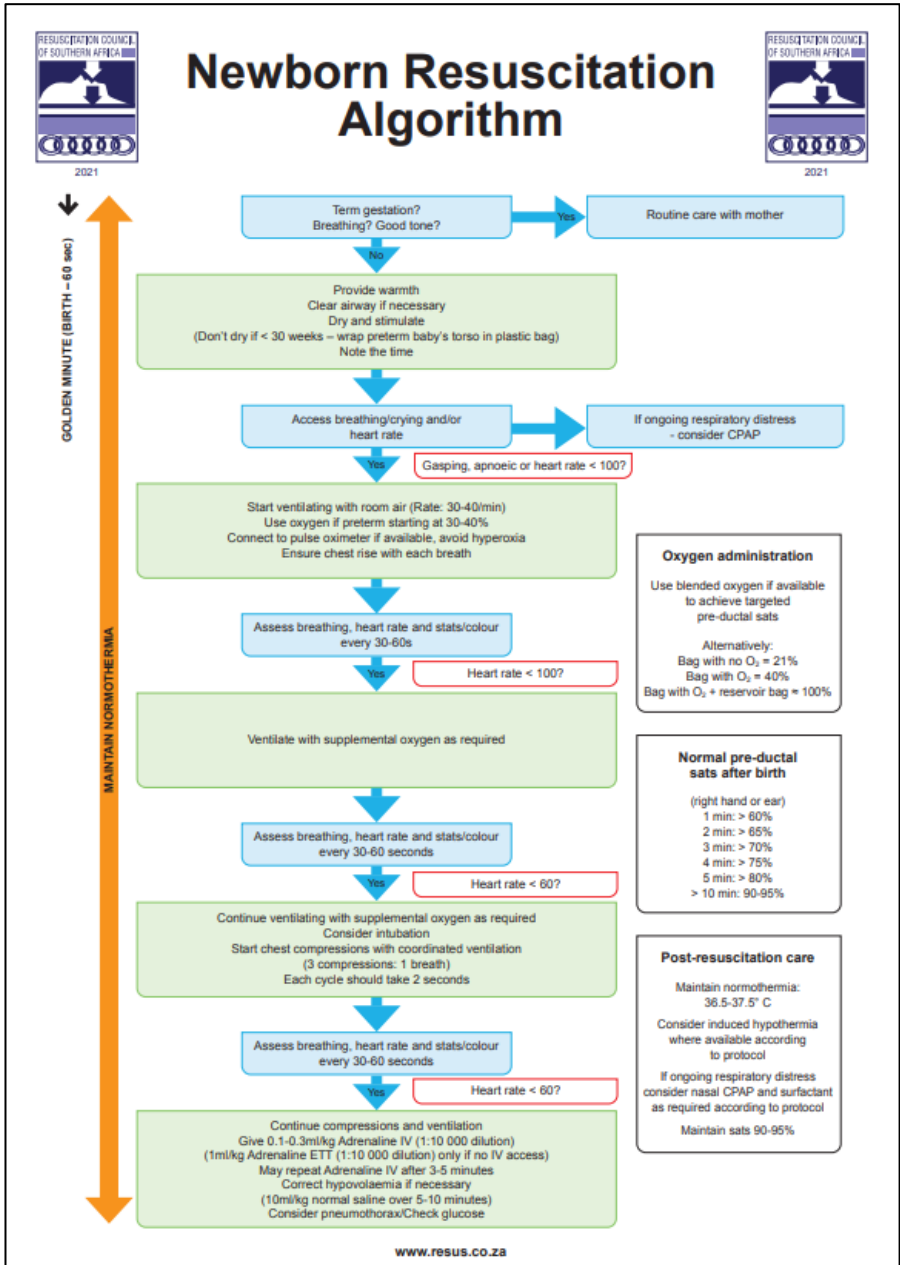 RESUSCITATION COUNCIL
OF SOUTHERN AFRICA
2021
Newborn Resuscitation
Algorithm
RESUSCITATION COUNCIL
OF SOUTHERN AFRICA
2021
GOLDEN MINUTE (BIRTH – 60 sec)
MAINTAIN NORMOTHERMIA
Term gestation?
Breathing? Good tone?
Yes
Routine care with mother
No
Provide warmth
Clear airway if necessary
Dry and stimulate
(Don't dry if < 30 weeks – wrap preterm baby's torso in plastic bag)
Note the time
Access breathing/crying and/or
heart rate
If ongoing respiratory distress
- consider CPAP
Yes
Gasping, apnoeic or heart rate < 100?
Start ventilating with room air (Rate: 30-40/min)
Use oxygen if preterm starting at 30-40%
Connect to pulse oximeter if available, avoid hyperoxia
Ensure chest rise with each breath
Assess breathing, heart rate and stats/colour
every 30-60s
Yes
Heart rate < 100?
Ventilate with supplemental oxygen as required
Assess breathing, heart rate and stats/colour
every 30-60 seconds
Yes
Heart rate < 60?
Continue ventilating with supplemental oxygen as required
Consider intubation
Start chest compressions with coordinated ventilation
(3 compressions: 1 breath)
Each cycle should take 2 seconds
Assess breathing, heart rate and stats/colour
every 30-60 seconds
Yes
Heart rate < 60?
Continue compressions and ventilation
Give 0.1-0.3ml/kg Adrenaline IV (1:10 000 dilution)
(1ml/kg Adrenaline ETT (1:10 000 dilution) only if no IV access)
May repeat Adrenaline IV after 3-5 minutes
Correct hypovolaemia if necessary
(10ml/kg normal saline over 5-10 minutes)
Consider pneumothorax/Check glucose
Oxygen administration
Use blended oxygen if available
to achieve targeted
pre-ductal sats
Alternatively:
Bag with no O₂ = 21%
Bag with O₂ = 40%
Bag with O₂ + reservoir bag ≈ 100%
Normal pre-ductal
sats after birth
(right hand or ear)
1 min: > 60%
2 min: > 65%
3 min: > 70%
4 min: > 75%
5 min: > 80%
> 10 min: 90-95%
Post-resuscitation care
Maintain normothermia:
36.5-37.5° C
Consider induced hypothermia
where available according
to protocol
If ongoing respiratory distress
consider nasal CPAP and surfactant
as required according to protocol
Maintain sats 90-95%
www.resus.co.za